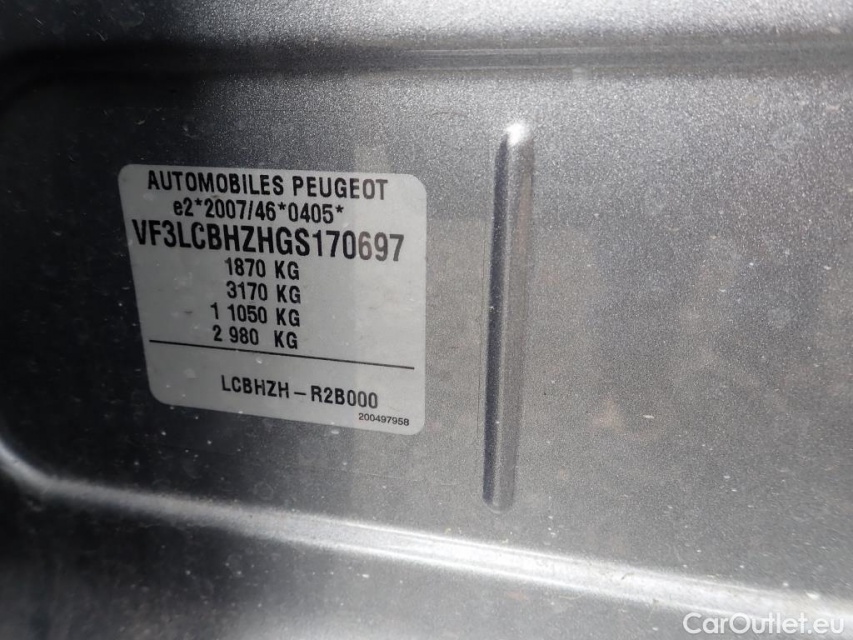 AUTOMOBILES PEUGEOT
e2*2007/46*0405*
VF3LCBHZHGS170697
1870 KG
3170 KG
1 1050 KG
2 980 KG
LCBHZH - R2B000
200497958
CarOutlet.eu